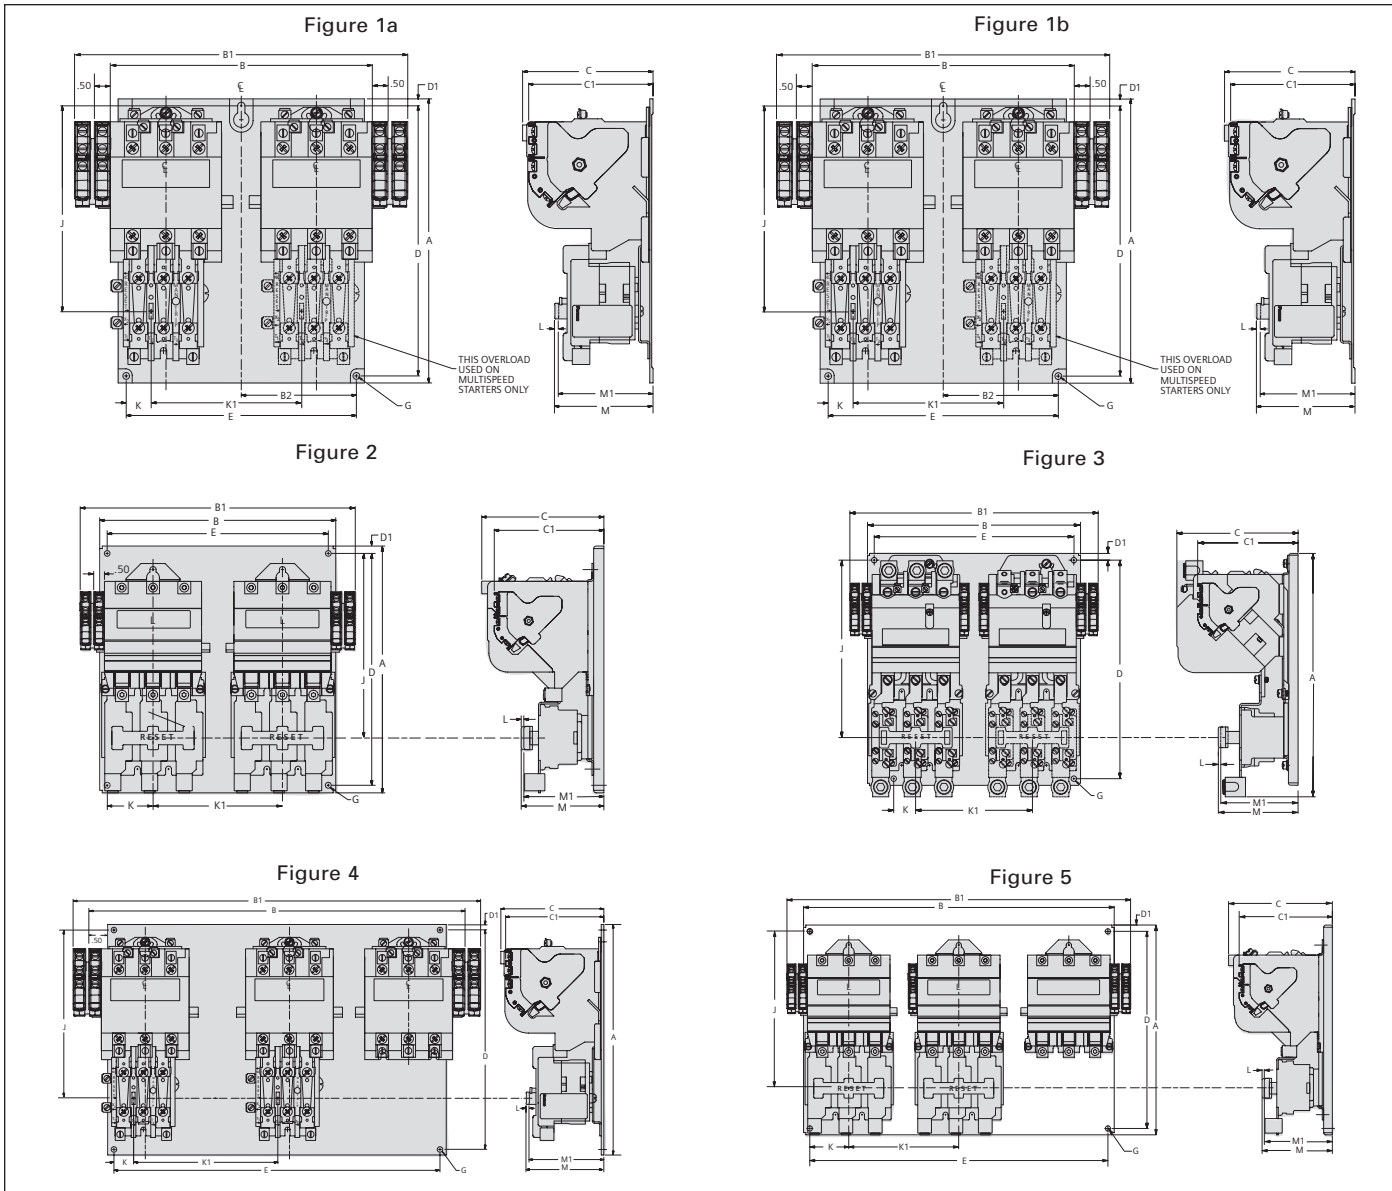 Figure 1a
B1
B
.50
.50
D1
C
C1
J
A
D
L
THIS OVERLOAD
USED ON
MULTISPEED
STARTERS ONLY
B2
K
K1
E
G
M1
M
Figure 1b
B1
B
.50
.50
D1
C
C1
J
A
D
L
THIS OVERLOAD
USED ON
MULTISPEED
STARTERS ONLY
B2
K
K1
E
G
M1
M
Figure 2
B1
B
E
D1
.50
C
C1
L
L
A
D
J
L
RESET
RESET
K
K1
G
M1
M
Figure 3
B1
B
E
D1
C
C1
J
D
A
RESET
RESET
L
K
K1
G
M1
M
Figure 4
B1
B
D1
.50
C
C1
J
D
A
L
K
K1
E
G
M1
M
Figure 5
B1
B
D1
C
C1
L
L
J
D
A
RESET
RESET
L
K
K1
E
G
M1
M